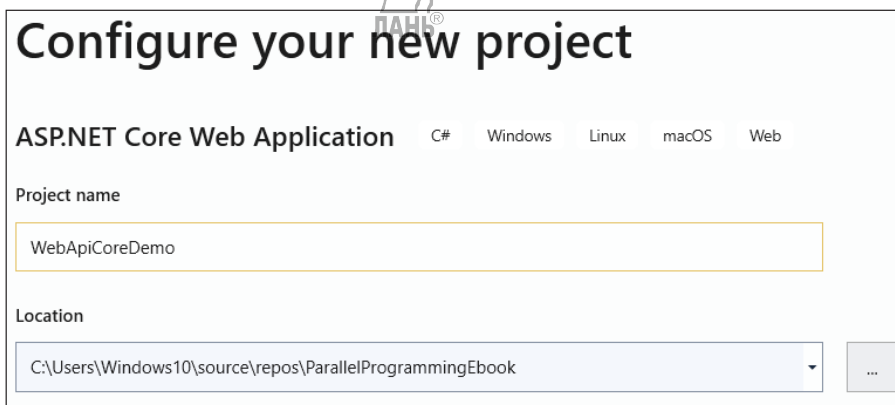 ЛАНЬ®
Configure your new project
ASP.NET Core Web Application C# Windows Linux macOS Web
Project name
WebApiCoreDemo
Location
C:\Users\Windows10\source\repos\ParallelProgrammingEbook
...